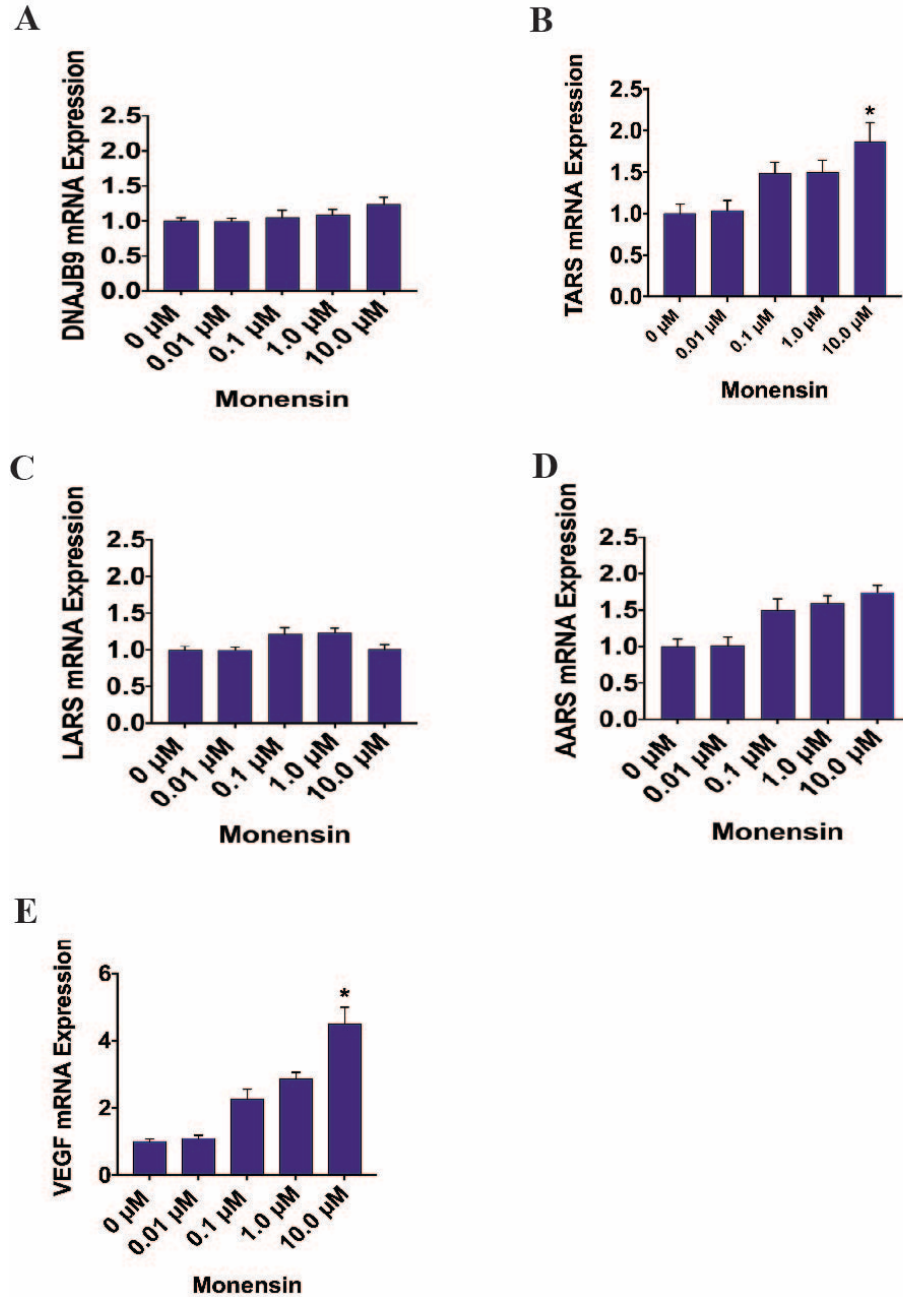 A
DNAJB9 mRNA Expression
2.5
2.0
1.5
1.0
0.5
0.0
0 µM
0.01 µM
0.1 µM
1.0 µM
10.0 µM
Monensin
B
TARS mRNA Expression
2.5
2.0
1.5
1.0
0.5
0.0
*
0 µM
0.01 µM
0.1 µM
1.0 µM
10.0 µM
Monensin
C
LARS mRNA Expression
2.5
2.0
1.5
1.0
0.5
0.0
0 µM
0.01 µM
0.1 µM
1.0 µM
10.0 µM
Monensin
D
AARS mRNA Expression
2.5
2.0
1.5
1.0
0.5
0.0
0 µM
0.01 µM
0.1 µM
1.0 µM
10.0 µM
Monensin
E
VEGF mRNA Expression
6
4
2
0
*
0 µM
0.01 µM
0.1 µM
1.0 µM
10.0 µM
Monensin